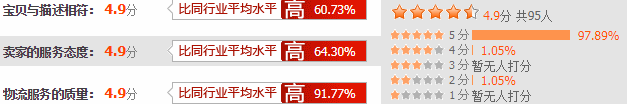 宝贝与描述相符： 4.9分 比同行业平均水平 高 60.73%
卖家的服务态度： 4.9分 比同行业平均水平 高 64.30%
物流服务的质量： 4.9分 比同行业平均水平 高 91.77%
4.9分 共95人
5 分 97.89%
4 分 1.05%
3 分 暂无人打分
2 分 1.05%
1 分 暂无人打分